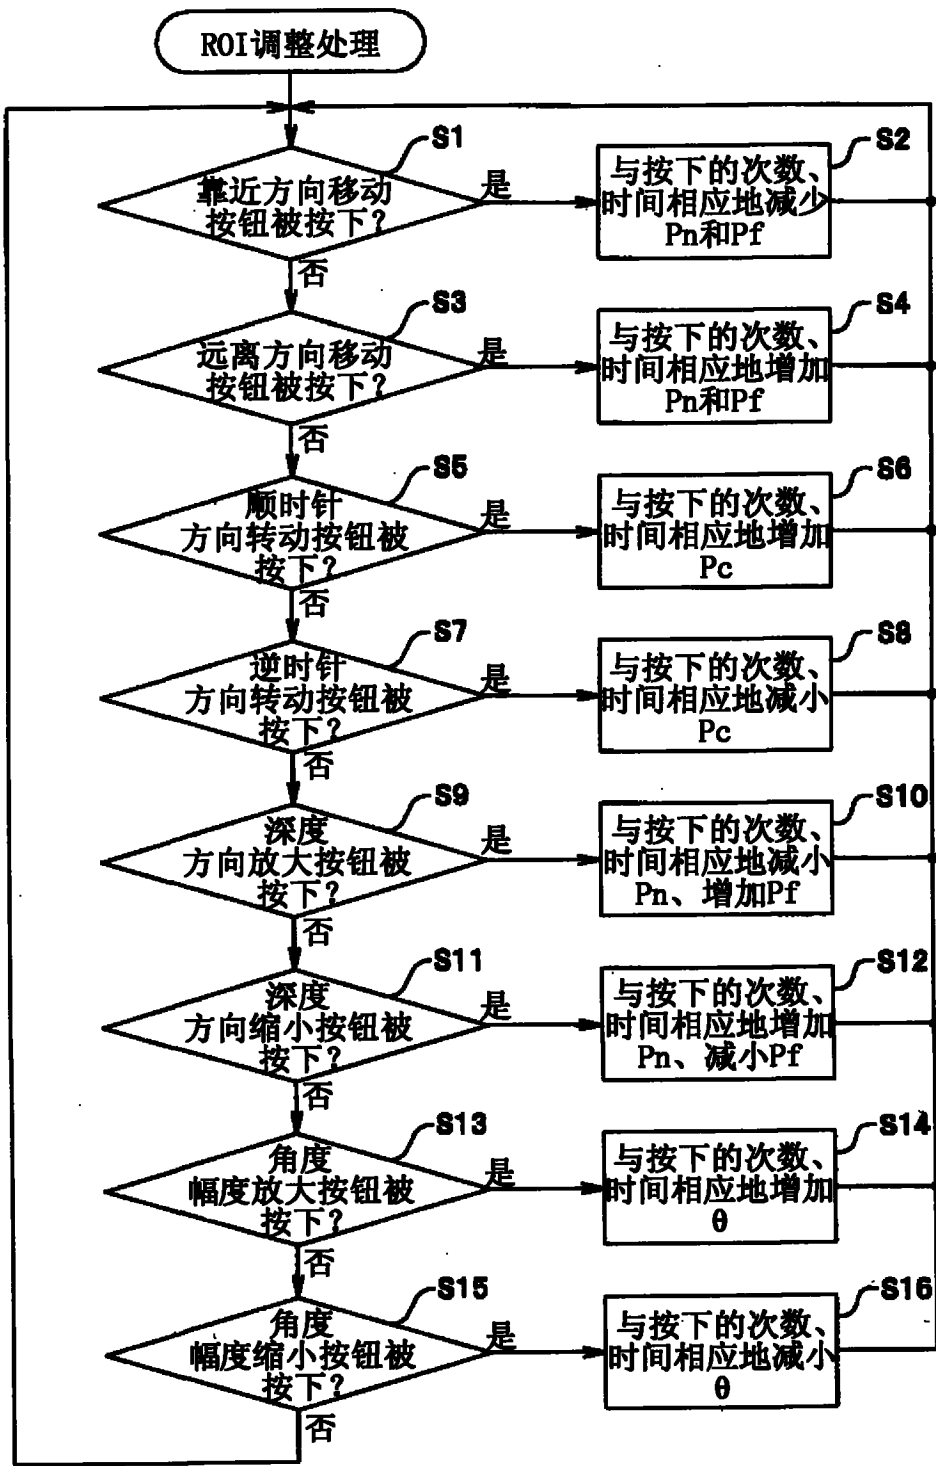 ROI调整处理
S1
靠近方向移动
按钮被按下?
是
S2
与按下的次数、
时间相应地减少
Pn和Pf
否
S3
远离方向移动
按钮被按下?
是
S4
与按下的次数、
时间相应地增加
Pn和Pf
否
S5
顺时针
方向转动按钮被
按下?
是
S6
与按下的次数、
时间相应地增加
Pc
否
S7
逆时针
方向转动按钮被
按下?
是
S8
与按下的次数、
时间相应地减小
Pc
否
S9
深度
方向放大按钮被
按下?
是
S10
与按下的次数、
时间相应地减小
Pn、增加Pf
否
S11
深度
方向缩小按钮被
按下?
是
S12
与按下的次数、
时间相应地增加
Pn、减小Pf
否
S13
角度
幅度放大按钮被
按下?
是
S14
与按下的次数、
时间相应地增加
θ
否
S15
角度
幅度缩小按钮被
按下?
是
S16
与按下的次数、
时间相应地减小
θ
否